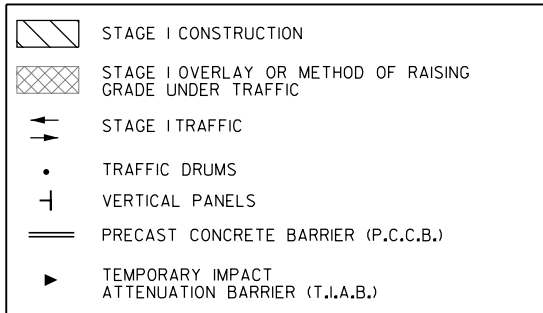 STAGE I CONSTRUCTION
STAGE I OVERLAY OR METHOD OF RAISING
GRADE UNDER TRAFFIC
STAGE I TRAFFIC
TRAFFIC DRUMS
VERTICAL PANELS
PRECAST CONCRETE BARRIER (P.C.C.B.)
TEMPORARY IMPACT
ATTENUATION BARRIER (T.I.A.B.)